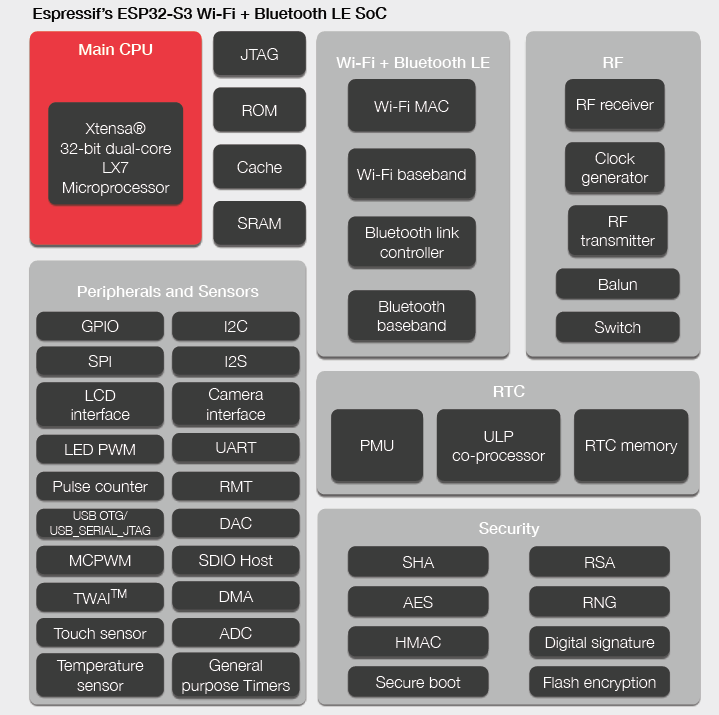 Espressif's ESP32-S3 Wi-Fi + Bluetooth LE SoC
Main CPU
Xtensa®
32-bit dual-core
LX7
Microprocessor
JTAG
ROM
Cache
SRAM
Wi-Fi + Bluetooth LE
Wi-Fi MAC
Wi-Fi baseband
Bluetooth link
controller
Bluetooth
baseband
RF
RF receiver
Clock
generator
RF
transmitter
Balun
Switch
Peripherals and Sensors
GPIO
I2C
SPI
I2S
LCD
interface
Camera
interface
LED PWM
UART
Pulse counter
RMT
USB OTG/
USB_SERIAL_JTAG
DAC
MCPWM
SDIO Host
TWAI™
DMA
Touch sensor
ADC
Temperature
sensor
General
purpose Timers
RTC
PMU
ULP
co-processor
RTC memory
Security
SHA
RSA
AES
RNG
HMAC
Digital signature
Secure boot
Flash encryption